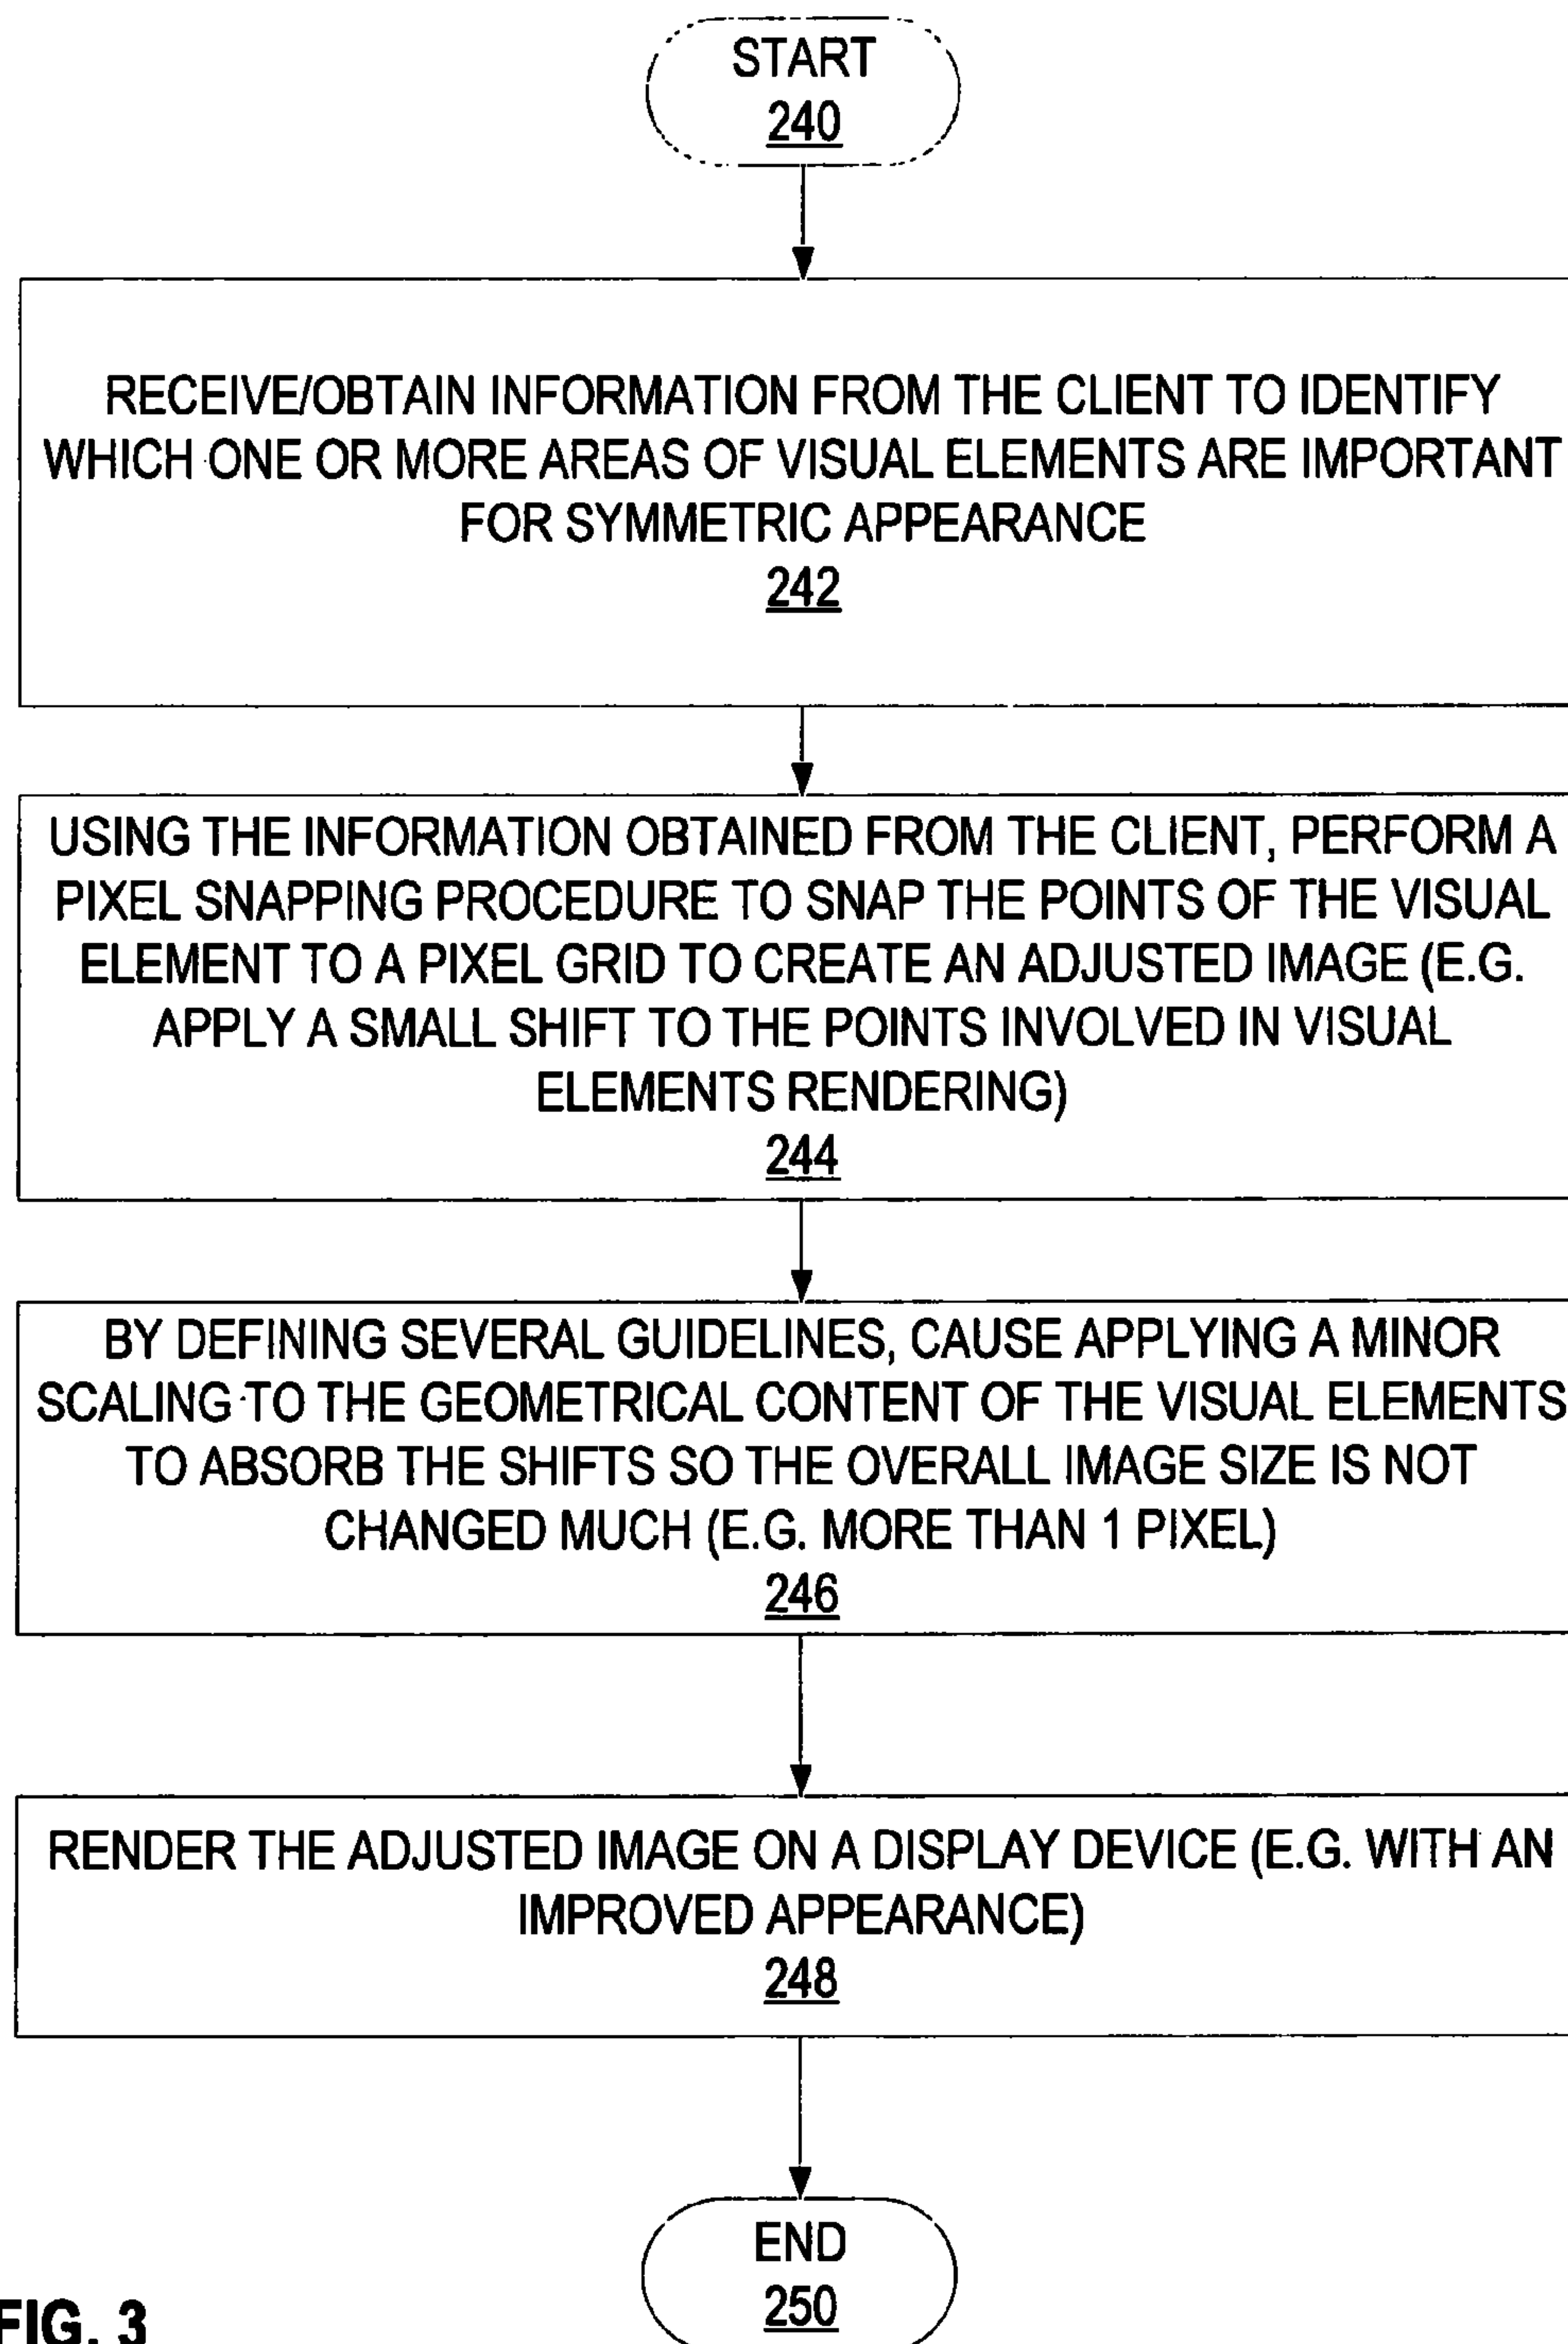 START
240
RECEIVE/OBTAIN INFORMATION FROM THE CLIENT TO IDENTIFY
WHICH ONE OR MORE AREAS OF VISUAL ELEMENTS ARE IMPORTANT
FOR SYMMETRIC APPEARANCE
242
USING THE INFORMATION OBTAINED FROM THE CLIENT, PERFORM A
PIXEL SNAPPING PROCEDURE TO SNAP THE POINTS OF THE VISUAL
ELEMENT TO A PIXEL GRID TO CREATE AN ADJUSTED IMAGE (E.G.
APPLY A SMALL SHIFT TO THE POINTS INVOLVED IN VISUAL
ELEMENTS RENDERING)
244
BY DEFINING SEVERAL GUIDELINES, CAUSE APPLYING A MINOR
SCALING TO THE GEOMETRICAL CONTENT OF THE VISUAL ELEMENTS
TO ABSORB THE SHIFTS SO THE OVERALL IMAGE SIZE IS NOT
CHANGED MUCH (E.G. MORE THAN 1 PIXEL)
246
RENDER THE ADJUSTED IMAGE ON A DISPLAY DEVICE (E.G. WITH AN
IMPROVED APPEARANCE)
248
END
250
FIG. 3